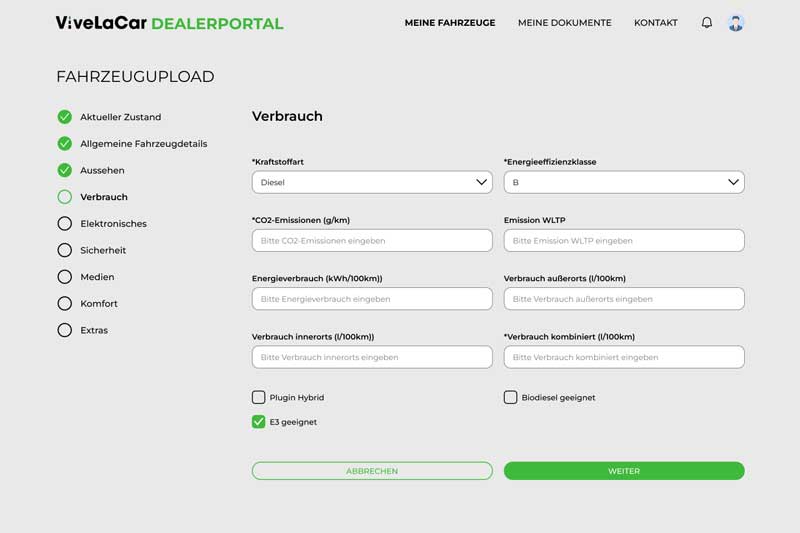 ViveLaCar DEALERPORTAL
MEINE FAHRZEUGE
MEINE DOKUMENTE
KONTAKT
FAHRZEUGUPLOAD
Aktueller Zustand
Allgemeine Fahrzeugdetails
Aussehen
Verbrauch
Elektronisches
Sicherheit
Medien
Komfort
Extras
Verbrauch
*Kraftstoffart
Diesel
*Energieeffizienzklasse
B
*CO2-Emissionen (g/km)
Bitte CO2-Emissionen eingeben
Emission WLTP
Bitte Emission WLTP eingeben
Energieverbrauch (kWh/100km))
Bitte Energieverbrauch eingeben
Verbrauch außerorts (l/100km)
Bitte Verbrauch außerorts eingeben
Verbrauch innerorts (l/100km))
Bitte Verbrauch innerorts eingeben
*Verbrauch kombiniert (l/100km)
Bitte Verbrauch kombiniert eingeben
Plugin Hybrid
Biodiesel geeignet
E3 geeignet
ABBRECHEN
WEITER